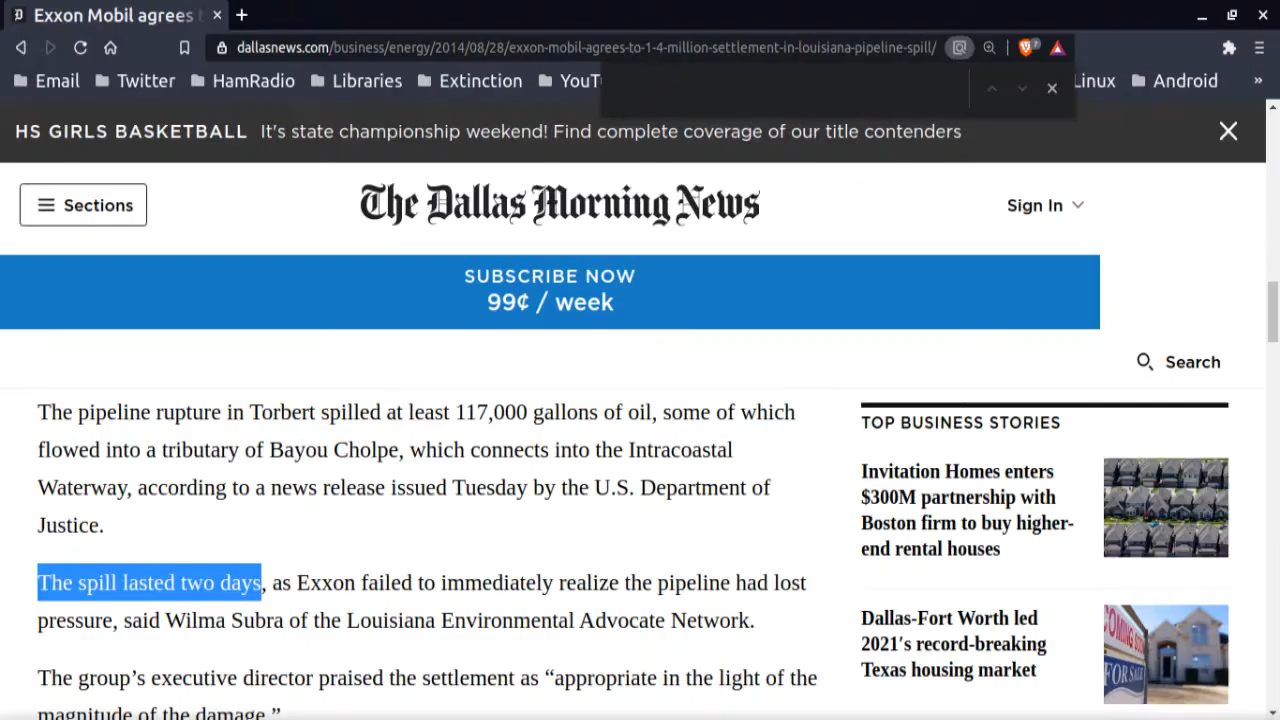 Exxon Mobil agrees t
dallasnews.com/business/energy/2014/08/28/exxon-mobil-agrees-to-1-4-million-settlement-in-louisiana-pipeline-spill/
Email Twitter HamRadio Libraries Extinction YouT Linux Android »
HS GIRLS BASKETBALL It's state championship weekend! Find complete coverage of our title contenders
Sections
The Dallas Morning News
Sign In
SUBSCRIBE NOW
99¢ / week
Search
The pipeline rupture in Torbert spilled at least 117,000 gallons of oil, some of which
flowed into a tributary of Bayou Cholpe, which connects into the Intracoastal
Waterway, according to a news release issued Tuesday by the U.S. Department of
Justice.
The spill lasted two days, as Exxon failed to immediately realize the pipeline had lost
pressure, said Wilma Subra of the Louisiana Environmental Advocate Network.
The group’s executive director praised the settlement as “appropriate in the light of the
magnitude of the damage.”
TOP BUSINESS STORIES
Invitation Homes enters
$300M partnership with
Boston firm to buy higher-
end rental houses
Dallas-Fort Worth led
2021′s record-breaking
Texas housing market
COMING SOON
FOR SALE